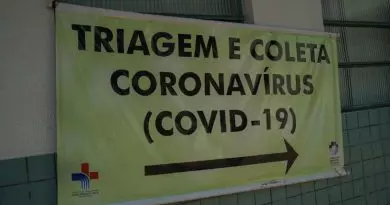 TRIAGEM E COLETA
CORONAVÍRUS
(COVID-19)